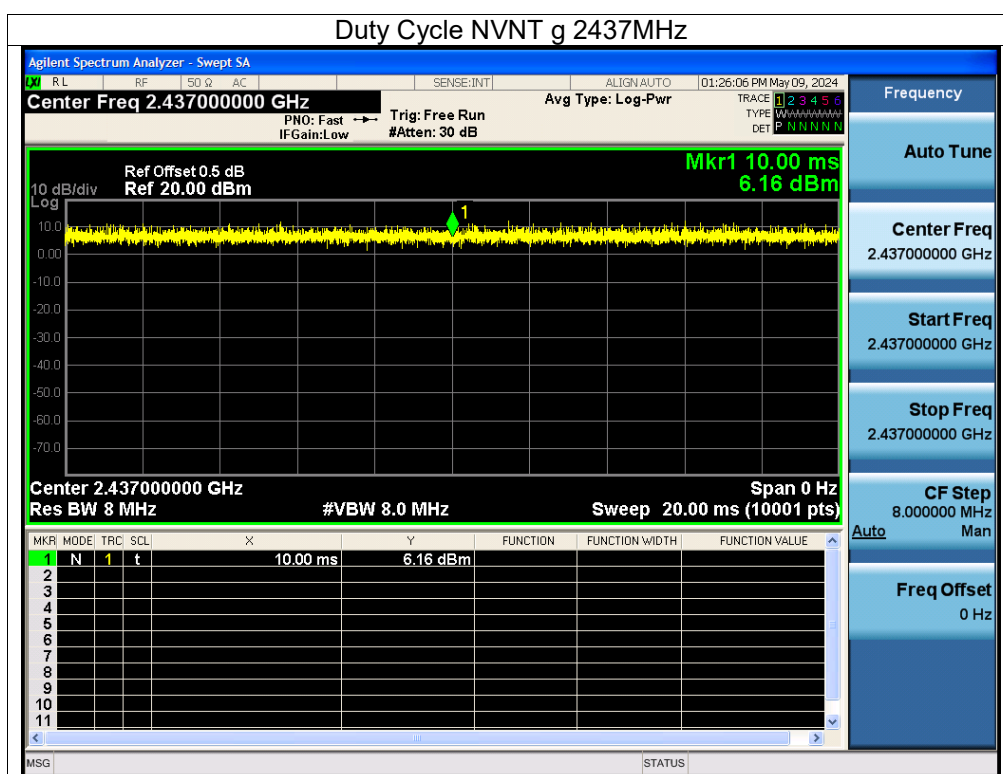 Duty Cycle NVNT g 2437MHz
Agilent Spectrum Analyzer - Swept SA
LXI RL RF 50 Ω AC SENSE:INT ALIGN AUTO 01:26:06 PM May 09, 2024
Center Freq 2.437000000 GHz
PNO: Fast
IFGain:Low
Trig: Free Run
#Atten: 30 dB
Avg Type: Log-Pwr
TRACE 1 2 3 4 5 6
TYPE WWWWWW
DET P N N N N N
Mkr1 10.00 ms
6.16 dBm
Ref Offset 0.5 dB
10 dB/div Ref 20.00 dBm
Log
1
10.0
0.00
-10.0
-20.0
-30.0
-40.0
-50.0
-60.0
-70.0
Center 2.437000000 GHz Span 0 Hz
Res BW 8 MHz #VBW 8.0 MHz Sweep 20.00 ms (10001 pts)
MKR MODE TRC SCL X Y FUNCTION FUNCTION WIDTH FUNCTION VALUE
1 N 1 t 10.00 ms 6.16 dBm
2
3
4
5
6
7
8
9
10
11
MSG STATUS
Frequency
Auto Tune
Center Freq
2.437000000 GHz
Start Freq
2.437000000 GHz
Stop Freq
2.437000000 GHz
CF Step
8.000000 MHz
Auto Man
Freq Offset
0 Hz